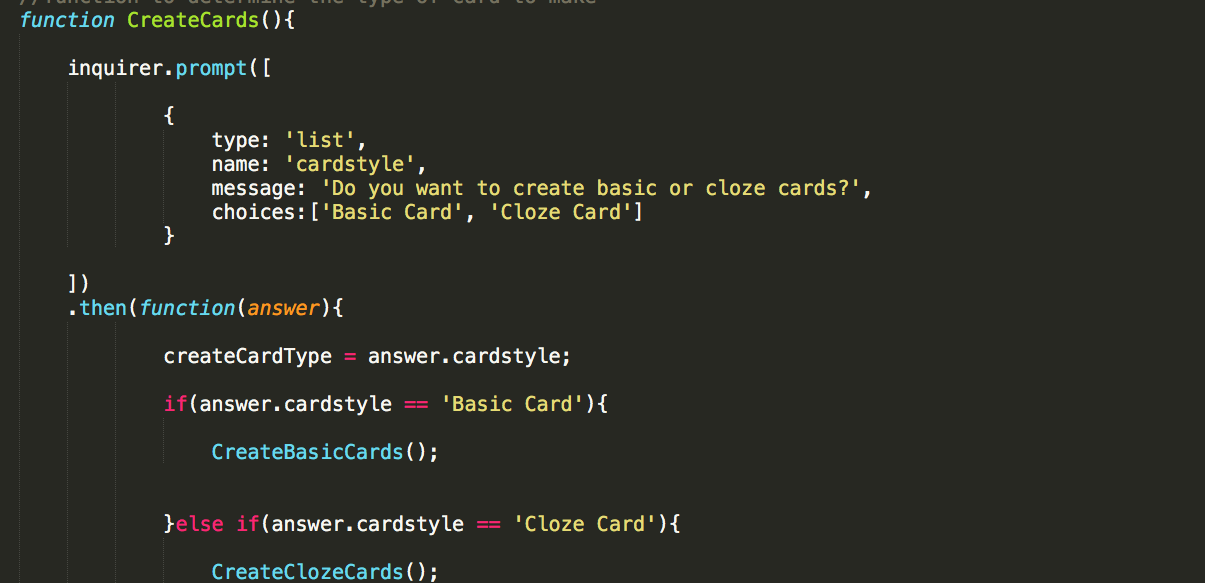 //function to determine the type of card to make
function CreateCards(){
inquirer.prompt([
{
type: 'list',
name: 'cardstyle',
message: 'Do you want to create basic or cloze cards?',
choices:['Basic Card', 'Cloze Card']
}
])
.then(function(answer){
createCardType = answer.cardstyle;
if(answer.cardstyle == 'Basic Card'){
CreateBasicCards();
}else if(answer.cardstyle == 'Cloze Card'){
CreateClozeCards();